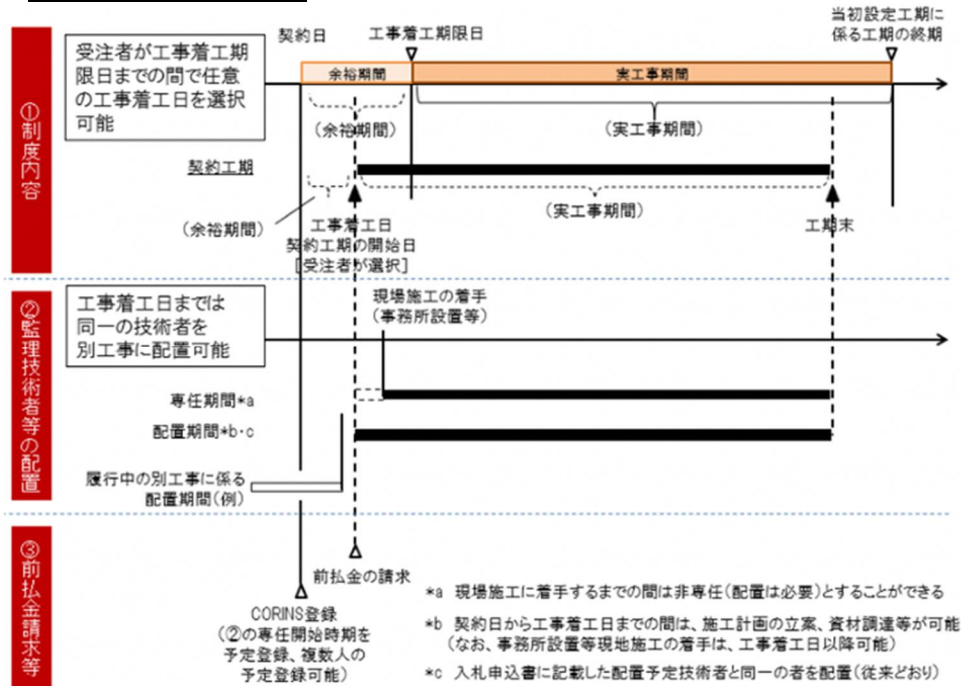 当初設定工期に
係る工期の終期
契約日
工事着工期限日
①制度内容
受注者が工事着工期
限日までの間で任意
の工事着工日を選択
可能
余裕期間
実工事期間
(余裕期間)
(実工事期間)
契約工期
(余裕期間)
(実工事期間)
工事着工日
契約工期の開始日
[受注者が選択]
工期末
②監理技術者等の配置
工事着工日までは
同一の技術者を
別工事に配置可能
現場施工の着手
(事務所設置等)
専任期間*a
配置期間*b・c
履行中の別工事に係る
配置期間(例)
③前払金請求等
前払金の請求
CORINS登録
(②の専任開始時期を
予定登録、複数人の
予定登録可能)
*a 現場施工に着手するまでの間は非専任(配置は必要)とすることができる
*b 契約日から工事着工日までの間は、施工計画の立案、資材調達等が可能
(なお、事務所設置等現地施工の着手は、工事着工日以降可能)
*c 入札申込書に記載した配置予定技術者と同一の者を配置(従来どおり)